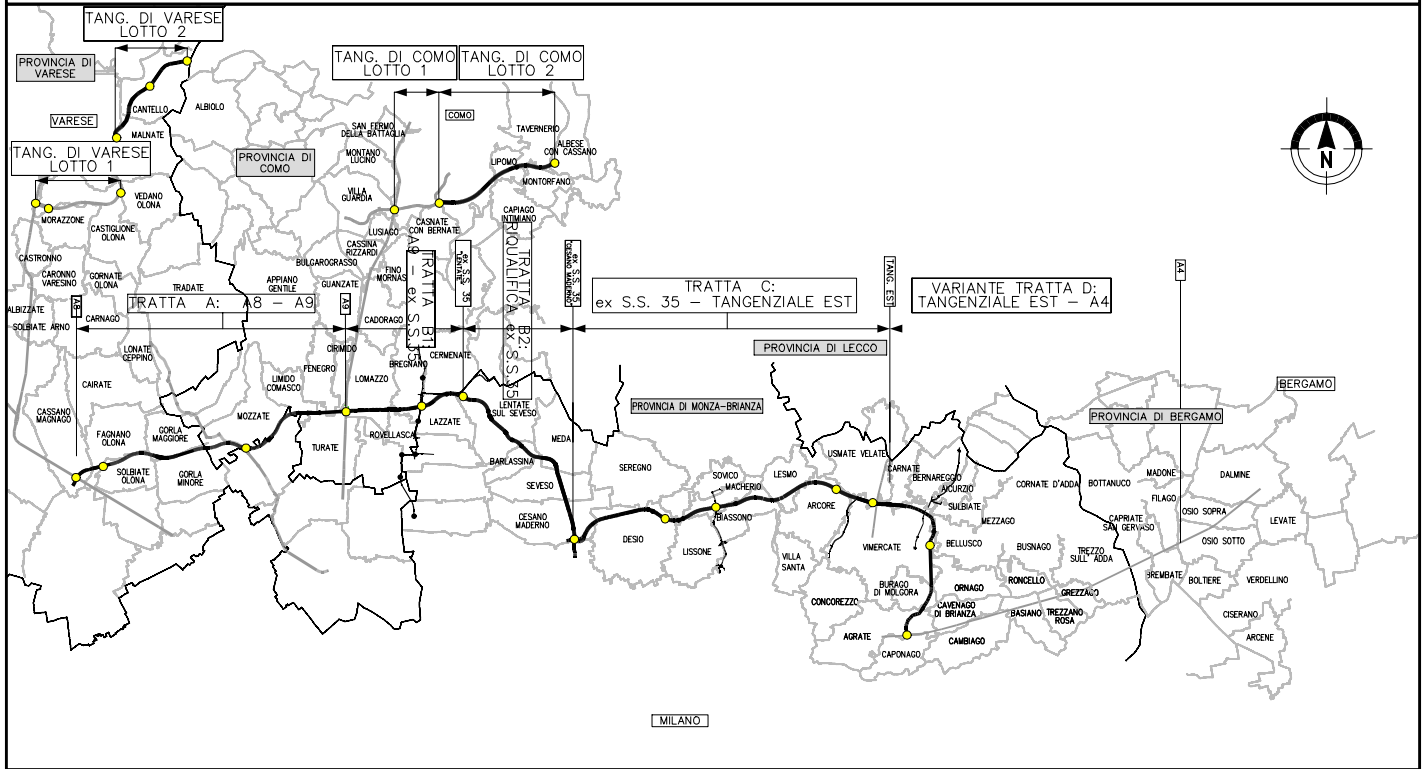 TANG. DI VARESE
LOTTO 2
PROVINCIA DI
VARESE
CANTELLO
ALBIOLO
VARESE
MALNATE
TANG. DI VARESE
LOTTO 1
PROVINCIA DI
COMO
TANG. DI COMO
LOTTO 1
TANG. DI COMO
LOTTO 2
SAN FERMO
DELLA BATTAGLIA
COMO
TAVERNERIO
ALBESE
CON CASSANO
MONTANO
LUCINO
LIPOMO
MONTORFANO
VILLA
GUARDIA
VEDANO
OLONA
MORAZZONE
CASTIGLIONE
OLONA
LUSIAGO
CASNATE
CON BERNATE
CAPIAGO
INTIMIANO
N
CASTRONNO
CARONNO
VARESINO
GORNATE
OLONA
BULGAROGRASSO
CASSINA
RIZZARDI
FINO
MORNAS
APPIANO
GENTILE
GUANZATE
TRADATE
ALBIZZATE
SOLBIATE ARNO
CARNAGO
A8
TRATTA A: A8 - A9
A9
CADORAGO
TRATTA B1:
A9 - ex S.S.35
ex S.S. 35
LENTATE
TRATTA B2:
RIQUALIFICA ex S.S.35
ex S.S. 35
CESANO MADERNO
TRATTA C:
ex S.S. 35 - TANGENZIALE EST
TANG. EST
VARIANTE TRATTA D:
TANGENZIALE EST - A4
A4
LONATE
CEPPINO
CIRIMIDO
FENEGRO
LOMAZZO
BREGNANO
CERMENATE
PROVINCIA DI LECCO
CAIRATE
LIMIDO
COMASCO
BERGAMO
CASSANO
MAGNAGO
MOZZATE
LAZZATE
LENTATE
SUL SEVESO
PROVINCIA DI MONZA-BRIANZA
PROVINCIA DI BERGAMO
FAGNANO
OLONA
GORLA
MAGGIORE
TURATE
ROVELLASCA
MEDA
SOLBIATE
OLONA
GORLA
MINORE
BARLASSINA
SEVESO
SEREGNO
SOVICO
MACHERIO
LESMO
USMATE VELATE
CARNATE
BERNAREGGIO
AICURZIO
SULBIATE
CORNATE D'ADDA
BOTTANUCO
MADONE
DALMINE
FILAGO
CESANO
MADERNO
DESIO
BIASSONO
LISSONE
ARCORE
MEZZAGO
CAPRIATE
SAN GERVASO
OSIO SOPRA
LEVATE
VILLA
SANTA
VIMERCATE
BELLUSCO
BUSNAGO
TREZZO
SULL'ADDA
OSIO SOTTO
BREMBATE
BOLTIERE
VERDELLINO
CONCOREZZO
BURAGO
DI MOLGORA
ORNAGO
RONCELLO
GREZZAGO
CAVENAGO
DI BRIANZA
BASIANO
TREZZANO
ROSA
CISERANO
ARCENE
AGRATE
CAMBIAGO
CAPONAGO
MILANO